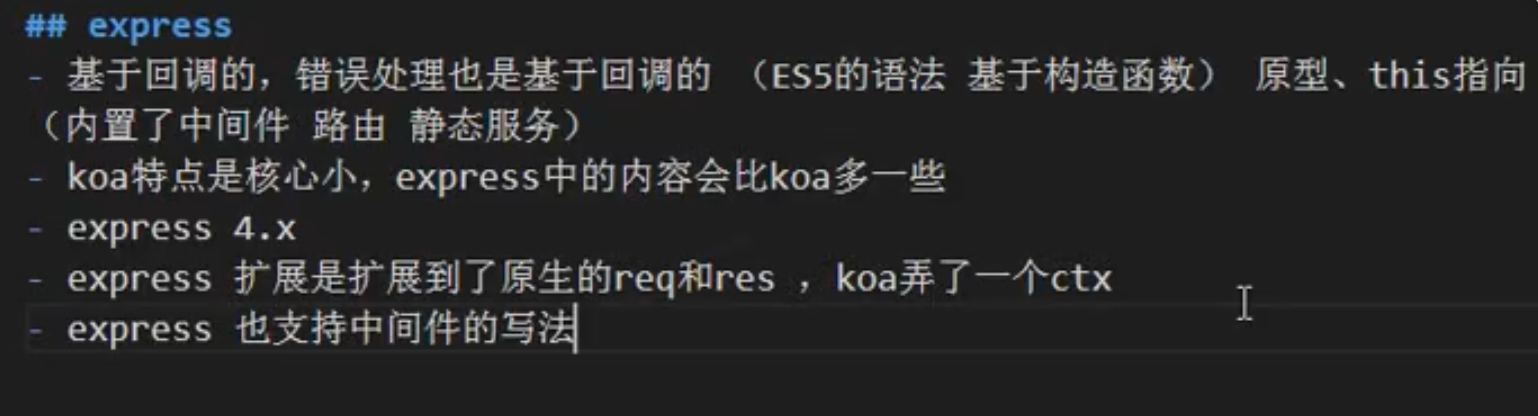 ## express
- 基于回调的，错误处理也是基于回调的 （ES5的语法 基于构造函数） 原型、this指向
（内置了中间件 路由 静态服务）
- koa特点是核心小，express中的内容会比koa多一些
- express 4.x
- express 扩展是扩展到了原生的req和res ，koa弄了一个ctx
- express 也支持中间件的写法